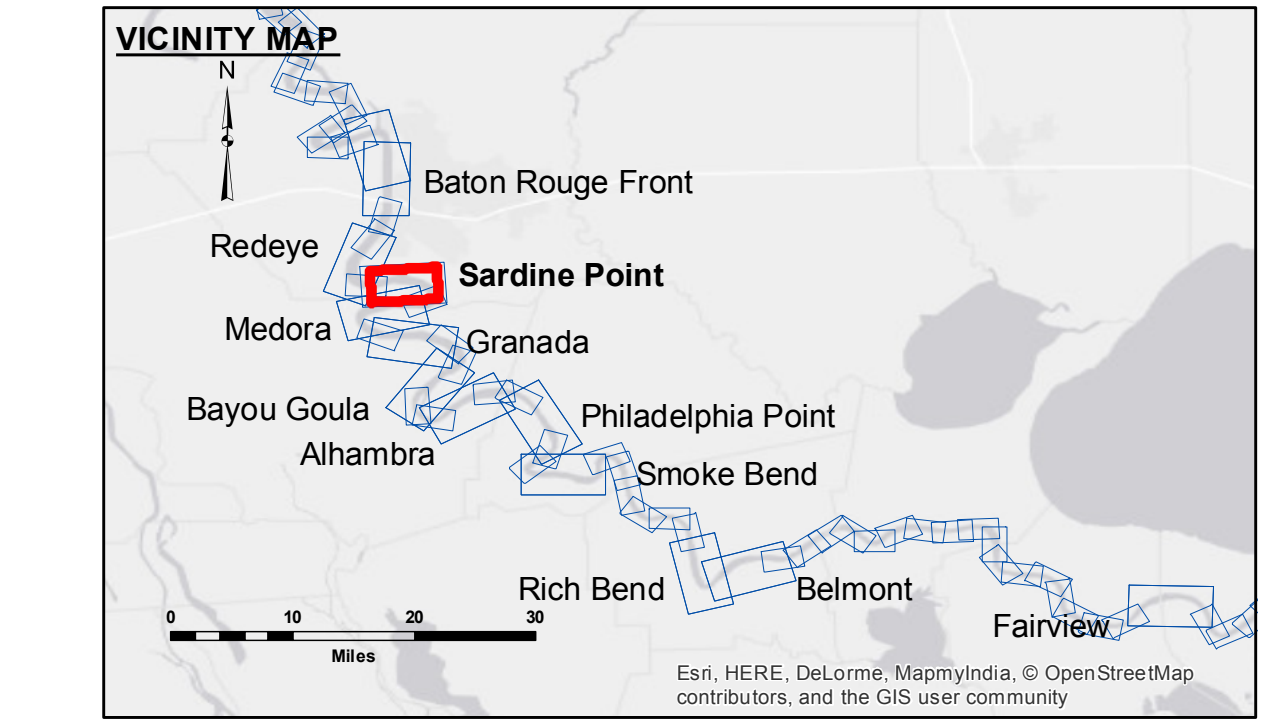 VICINITY MAP
N
Baton Rouge Front
Redeye
Sardine Point
Medora
Granada
Bayou Goula
Philadelphia Point
Alhambra
Smoke Bend
Rich Bend
Belmont
Fairview
0 10 20 30
Miles
Esri, HERE, DeLorme, MapmyIndia, © OpenStreetMap
contributors, and the GIS user community